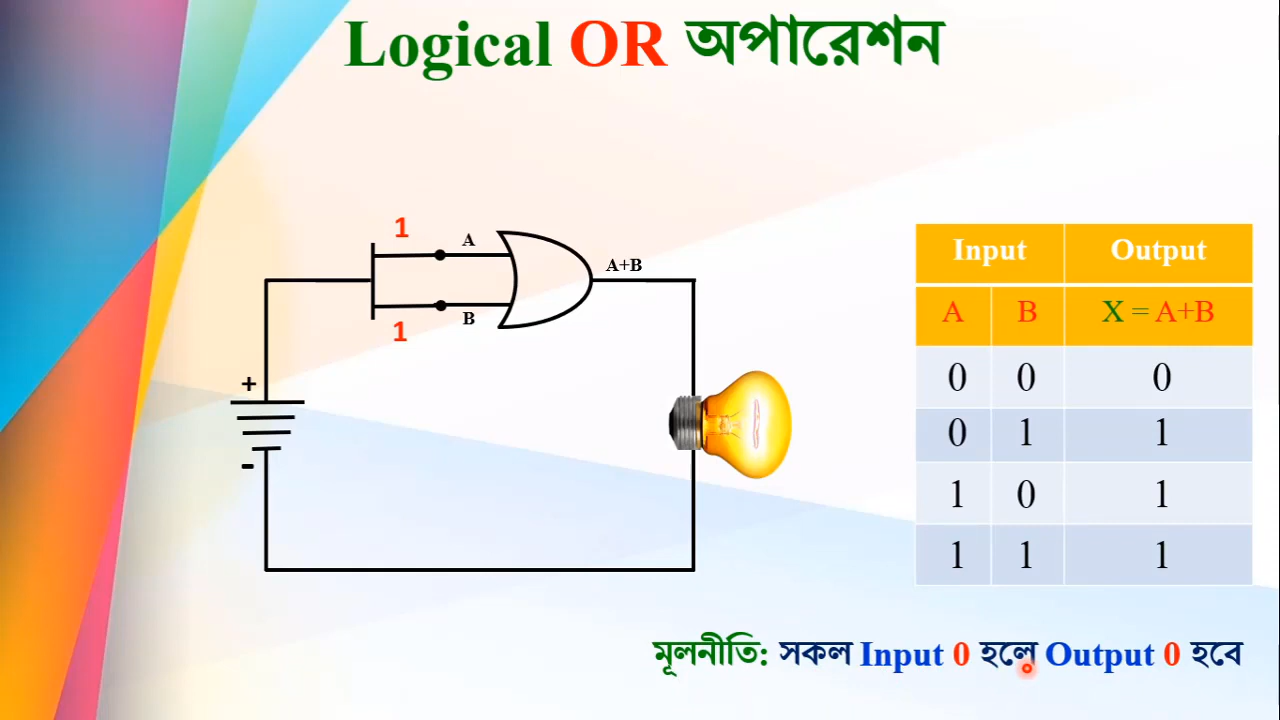 Logical OR অপারেশন
1
A
A+B
B
1
+
-
Input Output
A B X = A+B
0 0 0
0 1 1
1 0 1
1 1 1
মূলনীতি: সকল Input 0 হলে Output 0 হবে